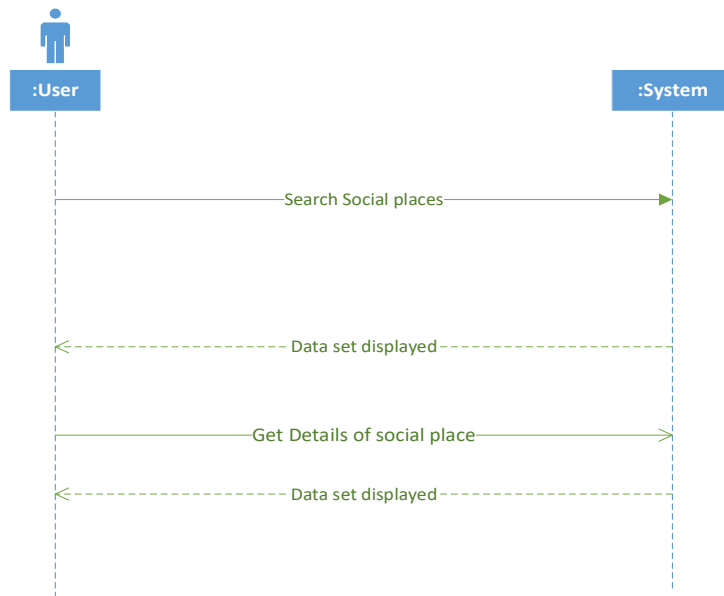 :User
:System
Search Social places
Data set displayed
Get Details of social place
Data set displayed